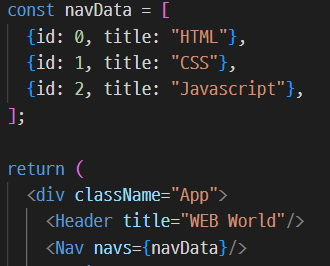 const navData = [
{id: 0, title: "HTML"},
{id: 1, title: "CSS"},
{id: 2, title: "Javascript"},
];
return (
<div className="App">
<Header title="WEB World"/>
<Nav navs={navData}/>